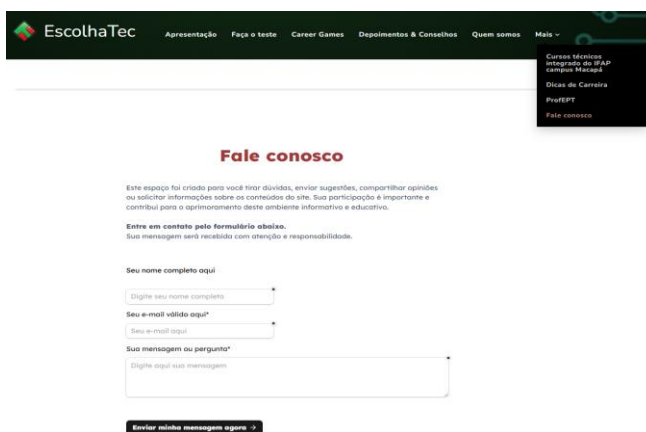 EscolhaTec
Apresentação Faça o teste Career Games Depoimentos & Conselhos Quem somos Mais
Cursos técnicos
integrado do IFAP
campus Macapá
Dicas de Carreira
ProfEPT
Fale conosco
Fale conosco
Este espaço foi criado para você tirar dúvidas, enviar sugestões, compartilhar opiniões
ou solicitar informações sobre os conteúdos do site. Sua participação é importante e
contribui para o aprimoramento deste ambiente informativo e educativo.
Entre em contato pelo formulário abaixo.
Sua mensagem será recebida com atenção e responsabilidade.
Seu nome completo aqui
*
Digite seu nome completo
Seu e-mail válido aqui*
*
Seu e-mail aqui
Sua mensagem ou pergunta*
*
Digite aqui sua mensagem
Enviar minha mensagem agora →